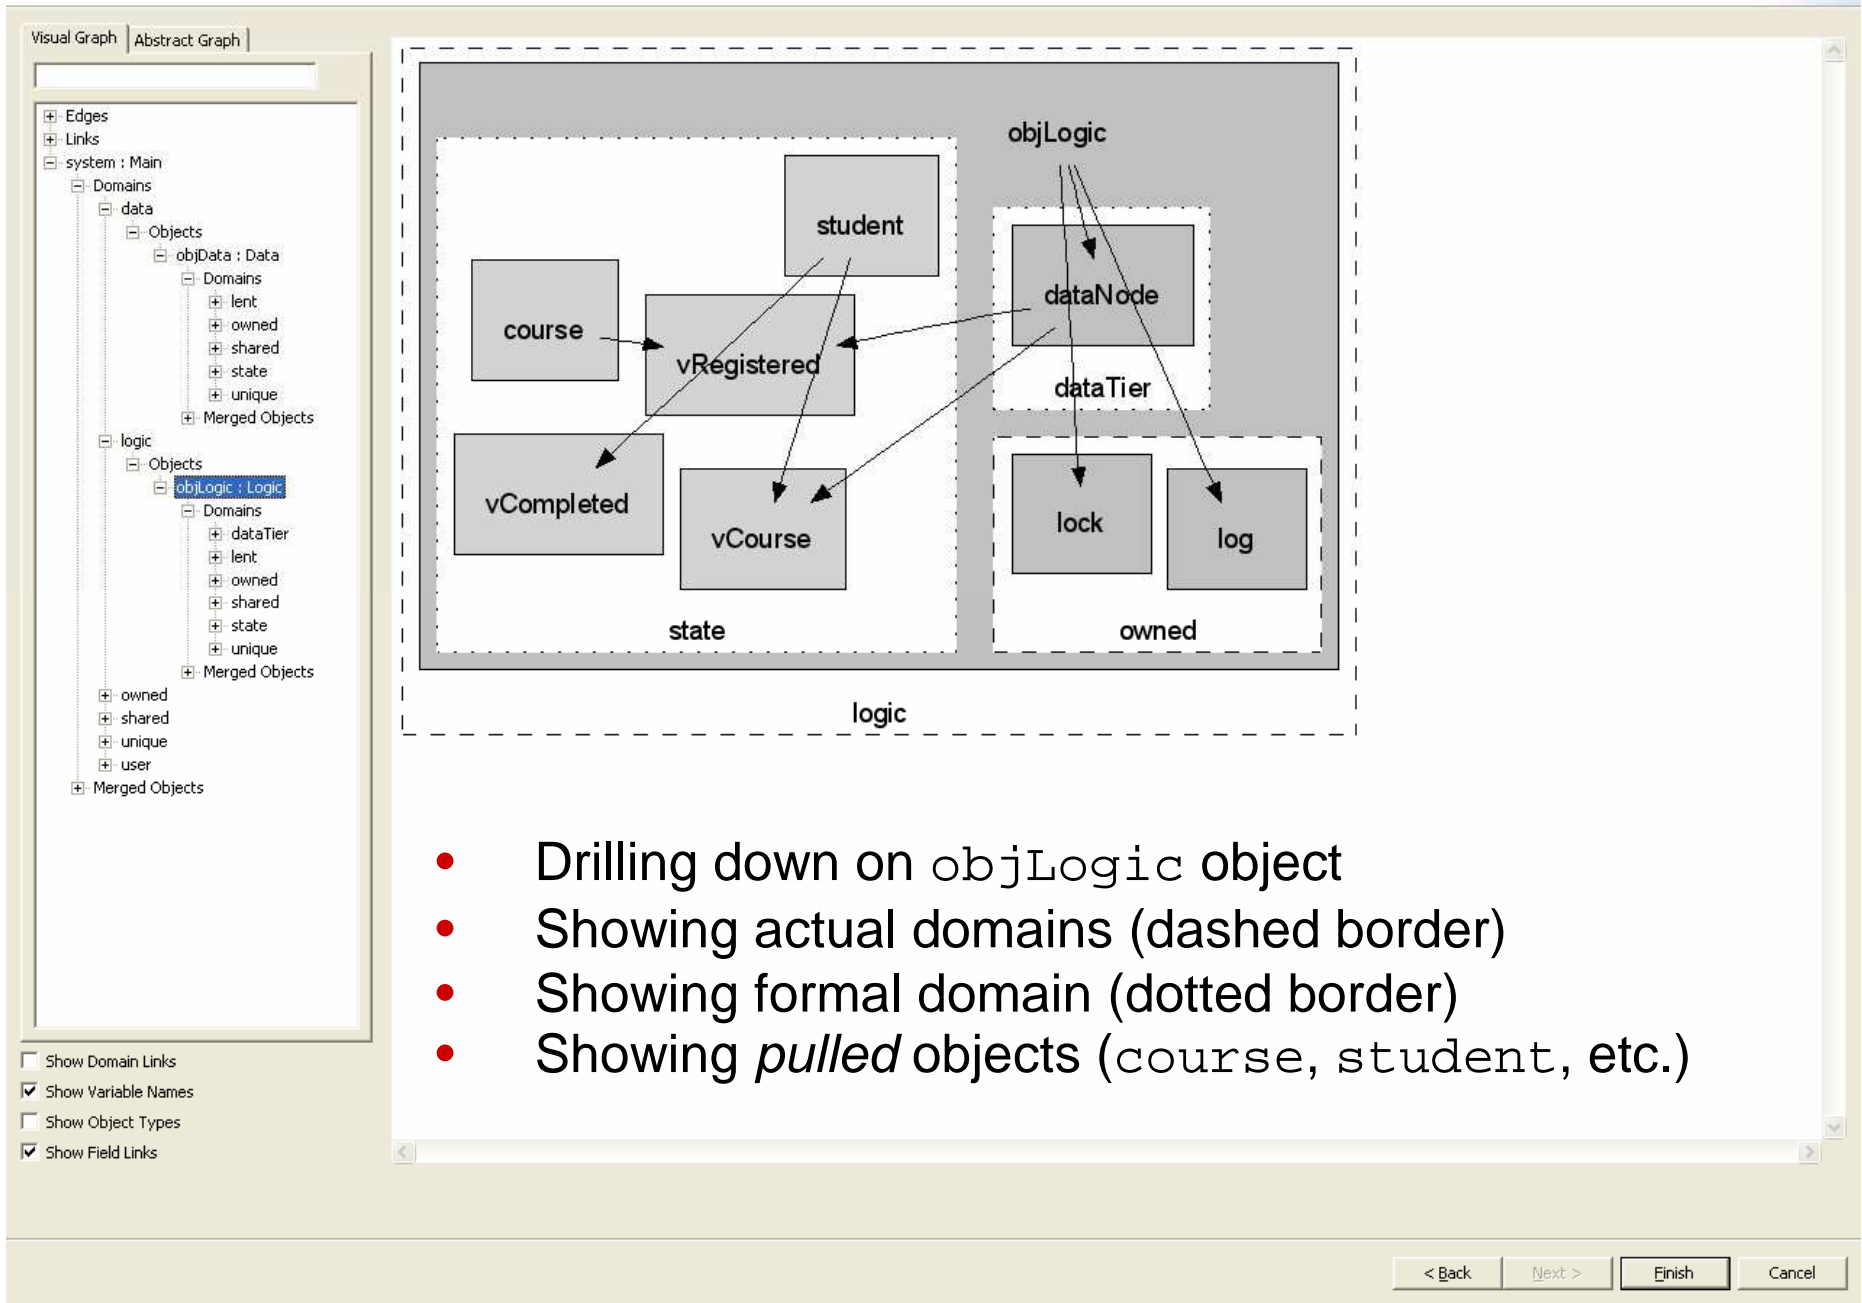 Visual Graph
Abstract Graph
Edges
Links
system : Main
Domains
data
Objects
objData : Data
Domains
lent
owned
shared
state
unique
Merged Objects
logic
Objects
objLogic : Logic
Domains
dataTier
lent
owned
shared
state
unique
Merged Objects
owned
shared
unique
user
Merged Objects
Show Domain Links
Show Variable Names
Show Object Types
Show Field Links
objLogic
student
course
vRegistered
dataNode
dataTier
vCompleted
vCourse
lock
log
state
owned
logic
• Drilling down on objLogic object
• Showing actual domains (dashed border)
• Showing formal domain (dotted border)
• Showing pulled objects (course, student, etc.)
< Back
Next >
Finish
Cancel